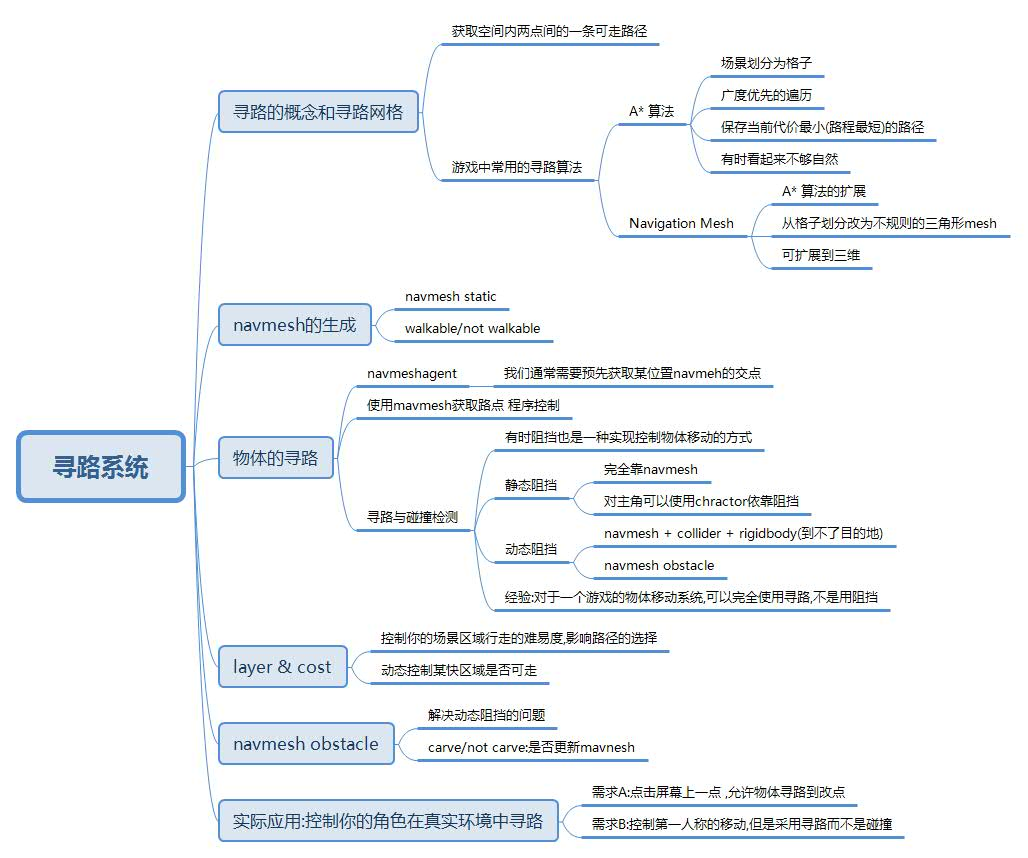 寻路系统
寻路的概念和寻路网格
获取空间内两点间的一条可走路径
游戏中常用的寻路算法
A* 算法
场景划分为格子
广度优先的遍历
保存当前代价最小(路程最短)的路径
有时看起来不够自然
Navigation Mesh
A* 算法的扩展
从格子划分改为不规则的三角形mesh
可扩展到三维
navmesh的生成
navmesh static
walkable/not walkable
物体的寻路
navmeshagent
我们通常需要预先获取某位置navmeh的交点
使用mavmesh获取路点 程序控制
寻路与碰撞检测
有时阻挡也是一种实现控制物体移动的方式
静态阻挡
完全靠navmesh
对主角可以使用chractor依靠阻挡
动态阻挡
navmesh + collider + rigidbody(到不了目的地)
navmesh obstacle
经验:对于一个游戏的物体移动系统,可以完全使用寻路,不是用阻挡
layer & cost
控制你的场景区域行走的难易度,影响路径的选择
动态控制某快区域是否可走
navmesh obstacle
解决动态阻挡的问题
carve/not carve:是否更新mavnesh
实际应用:控制你的角色在真实环境中寻路
需求A:点击屏幕上一点 ,允许物体寻路到改点
需求B:控制第一人称的移动,但是采用寻路而不是碰撞